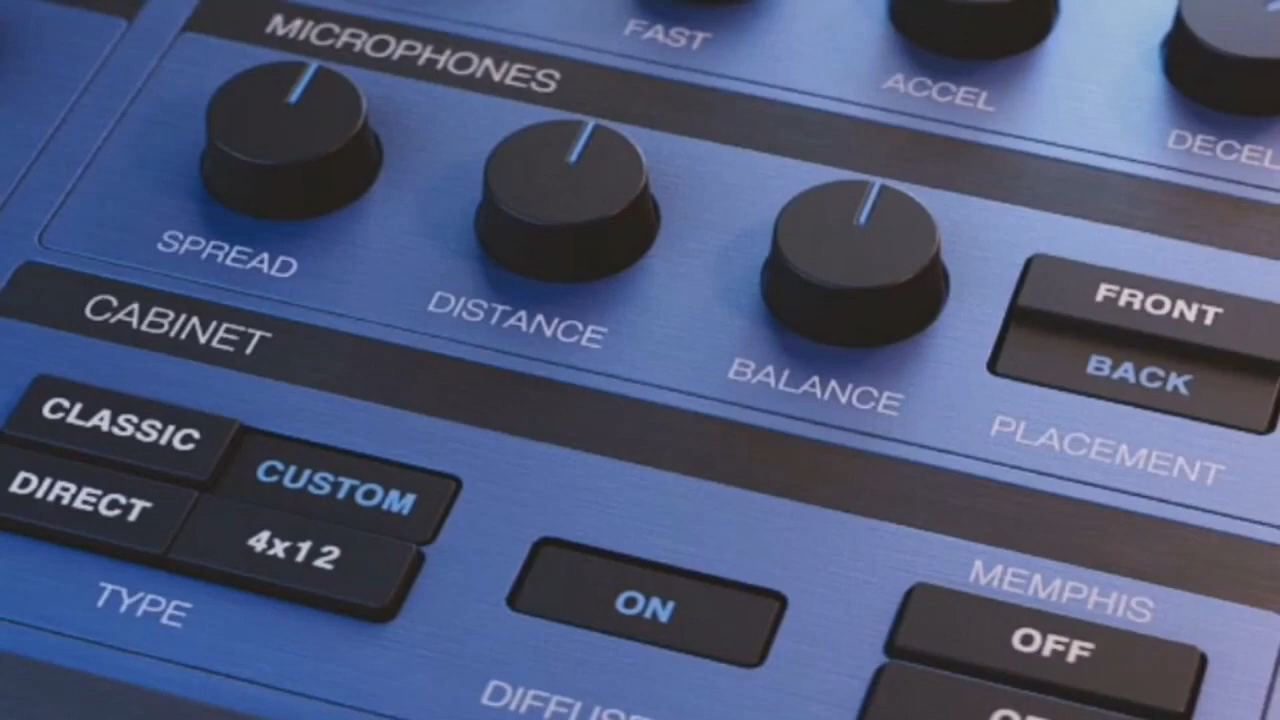 FAST
ACCEL
DECEL
MICROPHONES
SPREAD
DISTANCE
BALANCE
FRONT
BACK
PLACEMENT
CABINET
CLASSIC
CUSTOM
DIRECT
4x12
TYPE
ON
MEMPHIS
OFF